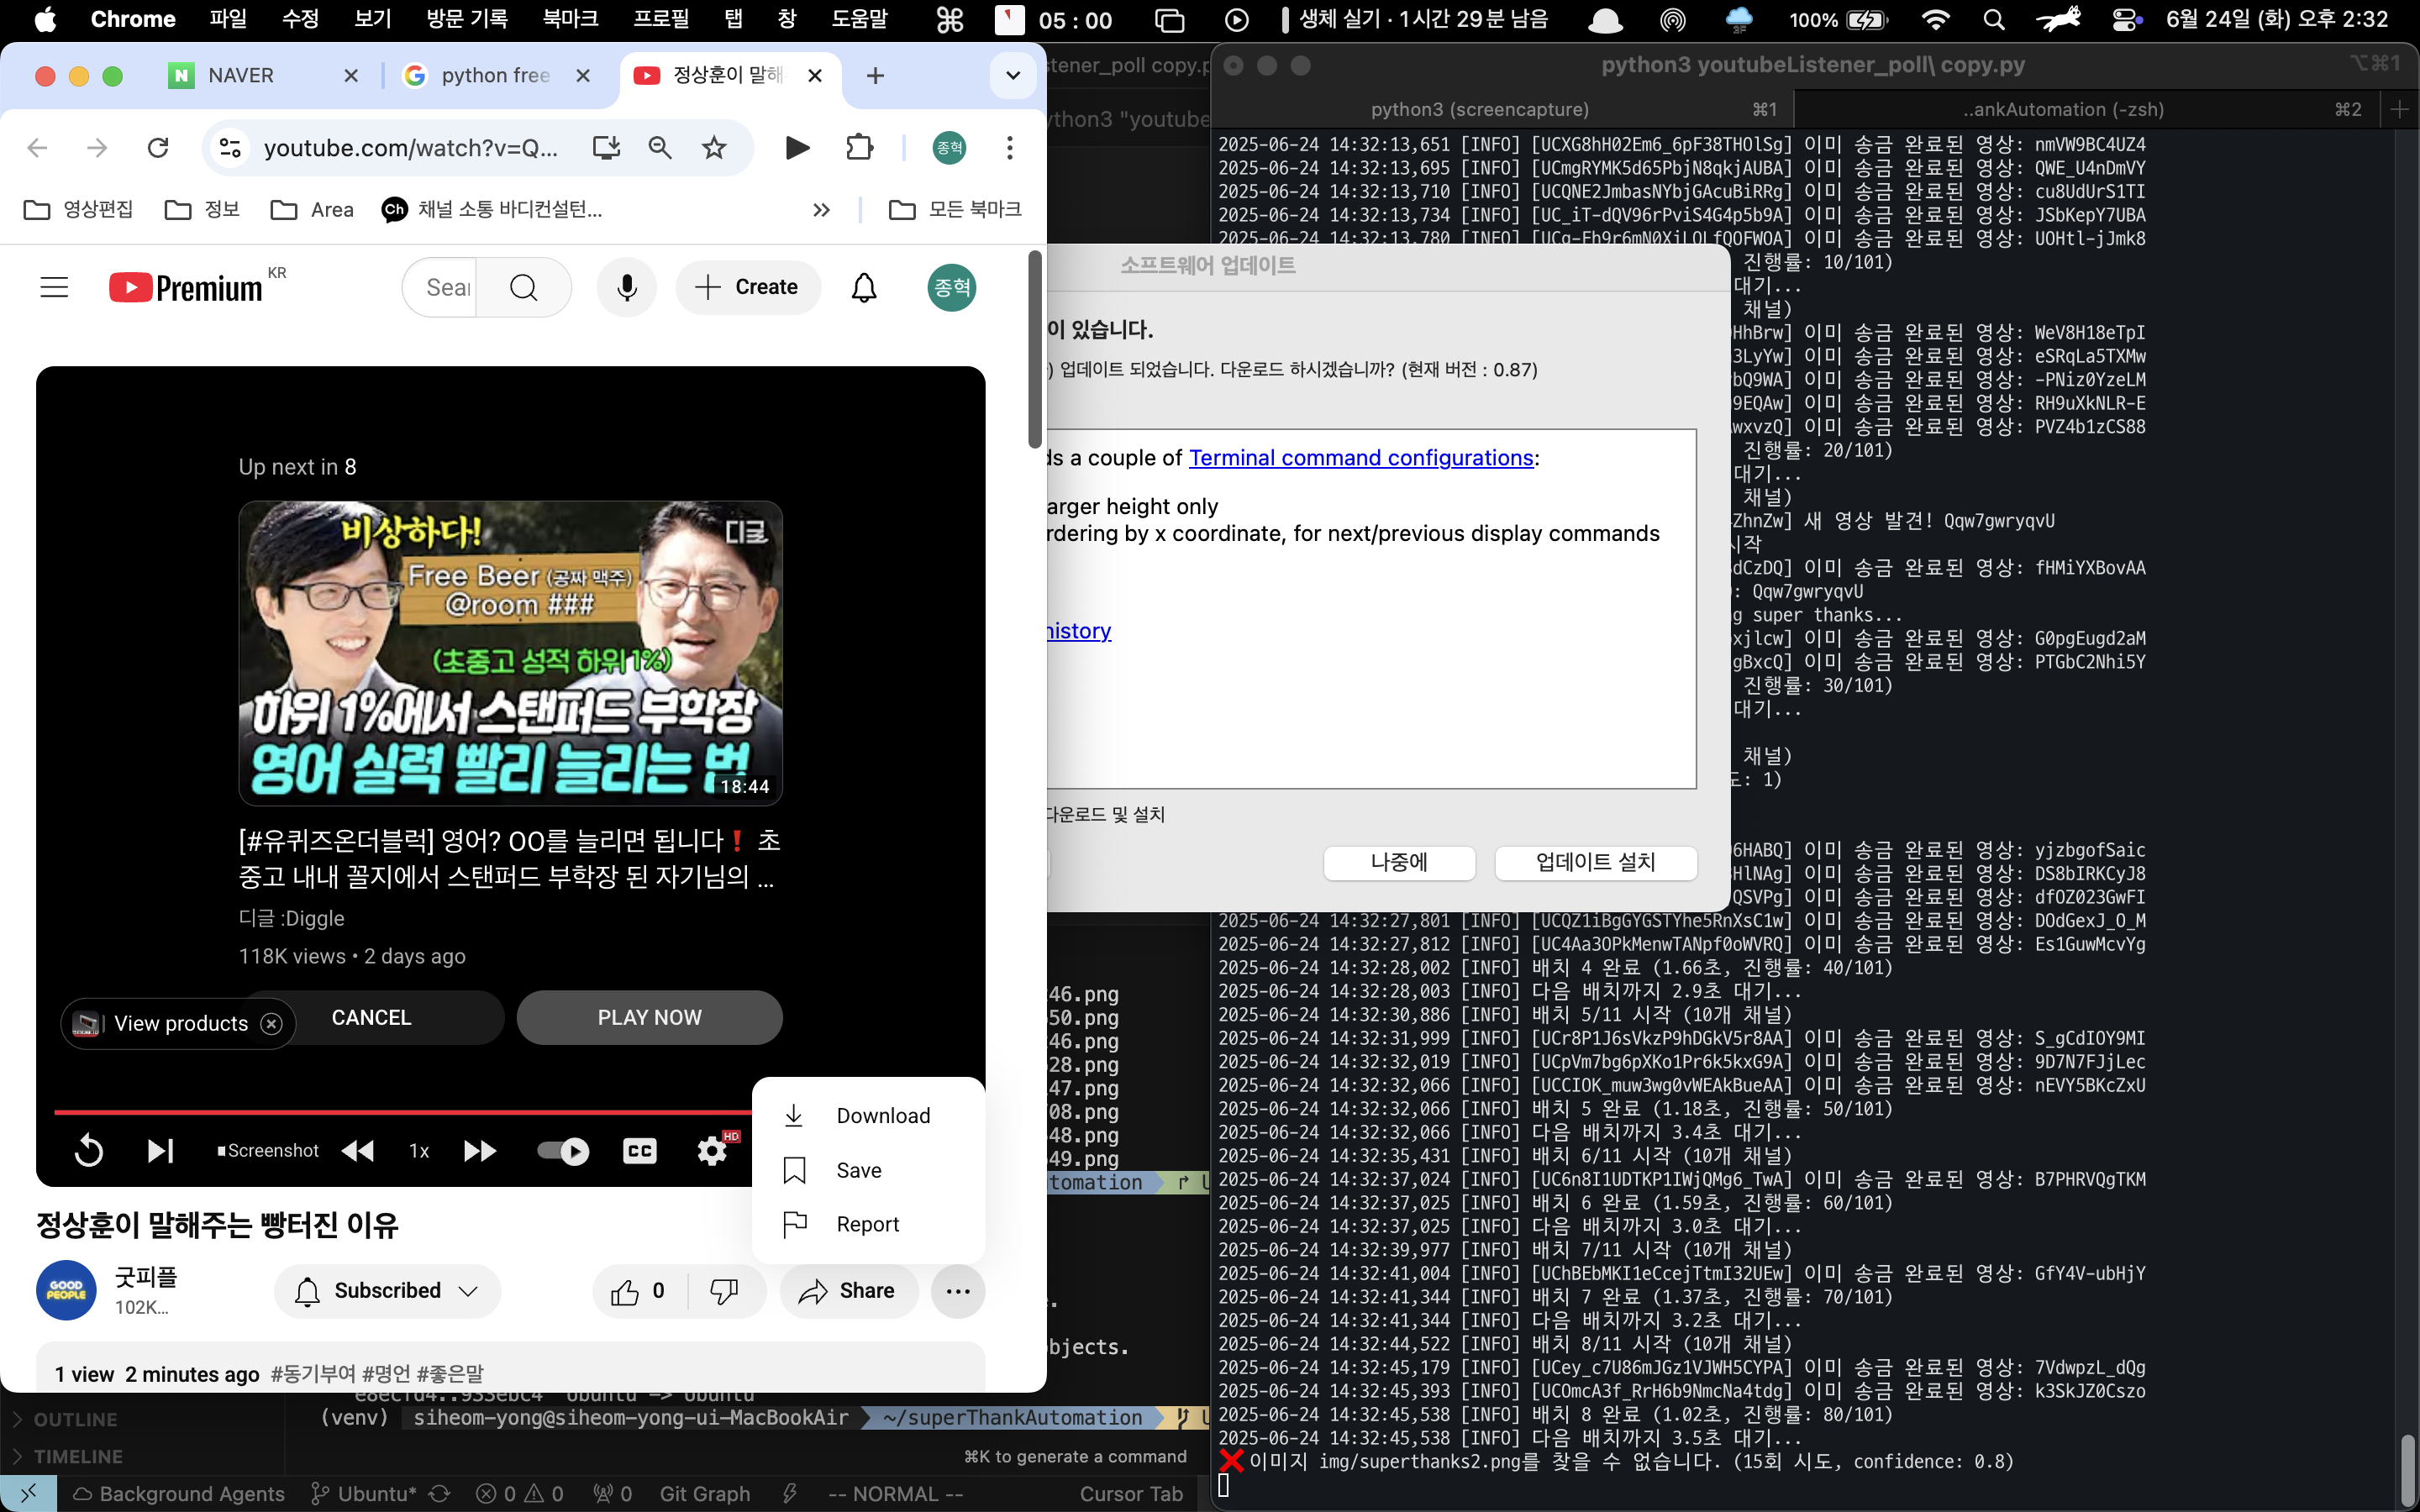 Chrome 파일 수정 보기 방문 기록 북마크 프로필 탭 창 도움말 05 : 00 생체 실기 · 1시간 29분 남음 100% 6월 24일 (화) 오후 2:32
NAVER
python free
정상훈이 말해
youtube.com/watch?v=Q...
종혁
영상편집 정보 Area 채널 소통 바디컨설턴... 모든 북마크
Premium KR
Create
종혁
Up next in 8
비상하다!
디글
Free Beer (공짜 맥주)
@room ###
(초중고 성적 하위 1%)
하위 1%에서 스탠퍼드 부학장
영어 실력 빨리 늘리는 법
18:44
[#유퀴즈온더블럭] 영어? OO를 늘리면 됩니다❗ 초
중고 내내 꼴지에서 스탠퍼드 부학장 된 자기님의 ...
디글 :Diggle
118K views • 2 days ago
View products
CANCEL
PLAY NOW
Screenshot
1x
CC
HD
Download
Save
Report
정상훈이 말해주는 빵터진 이유
GOOD PEOPLE
굿피플
102K...
Subscribed
0
Share
1 view 2 minutes ago #동기부여 #명언 #좋은말
stener_poll copy.p
소프트웨어 업데이트
이 있습니다.
) 업데이트 되었습니다. 다운로드 하시겠습니까? (현재 버전 : 0.87)
ds a couple of Terminal command configurations:
arger height only
rdering by x coordinate, for next/previous display commands
history
다운로드 및 설치
나중에
업데이트 설치
46.png
50.png
46.png
28.png
47.png
08.png
48.png
49.png
tomation
bjects.
(venv) siheom-yong@siheom-yong-ui-MacBookAir ~/superThankAutomation
⌘K to generate a command
OUTLINE
TIMELINE
Background Agents Ubuntu* 0 0 0 Git Graph -- NORMAL -- Cursor Tab
python3 youtubeListener_poll\ copy.py ⌥⌘1
python3 (screencapture) ⌘1 ..ankAutomation (-zsh) ⌘2
2025-06-24 14:32:13,651 [INFO] [UCXG8hH02Em6_6pF38THOlSg] 이미 송금 완료된 영상: nmVW9BC4UZ4
2025-06-24 14:32:13,695 [INFO] [UCmgRYMK5d65PbjN8qkjAUBA] 이미 송금 완료된 영상: QWE_U4nDmVY
2025-06-24 14:32:13,710 [INFO] [UCQNE2JmbasNYbjGAcuBiRRg] 이미 송금 완료된 영상: cu8UdUrS1TI
2025-06-24 14:32:13,734 [INFO] [UC_iT-dQV96rPviS4G4p5b9A] 이미 송금 완료된 영상: JSbKepY7UBA
2025-06-24 14:32:13,780 [INFO] [UCg-Fh9r6mN0XjLOLfQOFWOA] 이미 송금 완료된 영상: UOHtl-jJmk8
진행률: 10/101)
대기...
채널)
HhBrw] 이미 송금 완료된 영상: WeV8H18eTpI
3LyYw] 이미 송금 완료된 영상: eSRqLa5TXMw
bQ9WA] 이미 송금 완료된 영상: -PNiz0YzeLM
9EQAw] 이미 송금 완료된 영상: RH9uXkNLR-E
wxvzQ] 이미 송금 완료된 영상: PVZ4b1zCS88
진행률: 20/101)
대기...
채널)
ZhnZw] 새 영상 발견! Qqw7gwryqvU
시작
dCzDQ] 이미 송금 완료된 영상: fHMiYXBovAA
: Qqw7gwryqvU
g super thanks...
xjlcw] 이미 송금 완료된 영상: G0pgEugd2aM
gBxcQ] 이미 송금 완료된 영상: PTGbC2Nhi5Y
진행률: 30/101)
대기...
채널)
도: 1)
6HABQ] 이미 송금 완료된 영상: yjzbgofSaic
HlNAg] 이미 송금 완료된 영상: DS8bIRKCyJ8
QSVPg] 이미 송금 완료된 영상: dfOZ023GwFI
2025-06-24 14:32:27,801 [INFO] [UCQZ1iBgGYGSTYhe5RnXsC1w] 이미 송금 완료된 영상: DOdGexJ_O_M
2025-06-24 14:32:27,812 [INFO] [UC4Aa3OPkMenwTANpf0oWVRQ] 이미 송금 완료된 영상: Es1GuwMcvYg
2025-06-24 14:32:28,002 [INFO] 배치 4 완료 (1.66초, 진행률: 40/101)
2025-06-24 14:32:28,003 [INFO] 다음 배치까지 2.9초 대기...
2025-06-24 14:32:30,886 [INFO] 배치 5/11 시작 (10개 채널)
2025-06-24 14:32:31,999 [INFO] [UCr8P1J6sVkzP9hDGkV5r8AA] 이미 송금 완료된 영상: S_gCdIOY9MI
2025-06-24 14:32:32,019 [INFO] [UCpVm7bg6pXKo1Pr6k5kxG9A] 이미 송금 완료된 영상: 9D7N7FJjLec
2025-06-24 14:32:32,066 [INFO] [UCCIOK_muw3wg0vWEAkBueAA] 이미 송금 완료된 영상: nEVY5BKcZxU
2025-06-24 14:32:32,066 [INFO] 배치 5 완료 (1.18초, 진행률: 50/101)
2025-06-24 14:32:32,066 [INFO] 다음 배치까지 3.4초 대기...
2025-06-24 14:32:35,431 [INFO] 배치 6/11 시작 (10개 채널)
2025-06-24 14:32:37,024 [INFO] [UC6n8I1UDTKP1IWjQMg6_TwA] 이미 송금 완료된 영상: B7PHRVQgTKM
2025-06-24 14:32:37,025 [INFO] 배치 6 완료 (1.59초, 진행률: 60/101)
2025-06-24 14:32:37,025 [INFO] 다음 배치까지 3.0초 대기...
2025-06-24 14:32:39,977 [INFO] 배치 7/11 시작 (10개 채널)
2025-06-24 14:32:41,004 [INFO] [UChBEbMKI1eCcejTtmI32UEw] 이미 송금 완료된 영상: GfY4V-ubHjY
2025-06-24 14:32:41,344 [INFO] 배치 7 완료 (1.37초, 진행률: 70/101)
2025-06-24 14:32:41,344 [INFO] 다음 배치까지 3.2초 대기...
2025-06-24 14:32:44,522 [INFO] 배치 8/11 시작 (10개 채널)
2025-06-24 14:32:45,179 [INFO] [UCey_c7U86mJGz1VJWH5CYPA] 이미 송금 완료된 영상: 7VdwpzL_dQg
2025-06-24 14:32:45,393 [INFO] [UCOmcA3f_RrH6b9NmcNa4tdg] 이미 송금 완료된 영상: k3SkJZ0Cszo
2025-06-24 14:32:45,538 [INFO] 배치 8 완료 (1.02초, 진행률: 80/101)
2025-06-24 14:32:45,538 [INFO] 다음 배치까지 3.5초 대기...
❌이미지 img/superthanks2.png를 찾을 수 없습니다. (15회 시도, confidence: 0.8)